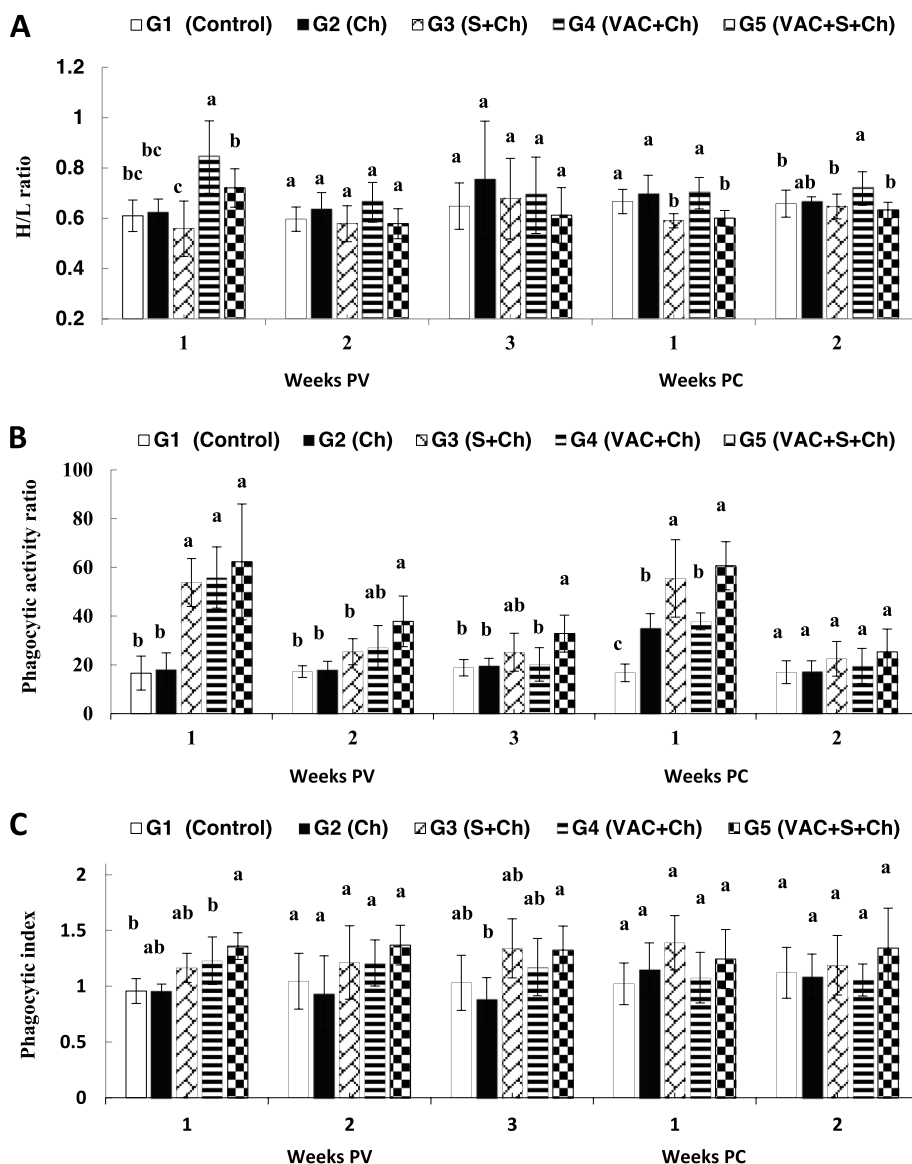 A
G1 (Control) G2 (Ch) G3 (S+Ch) G4 (VAC+Ch) G5 (VAC+S+Ch)
H/L ratio
1.2
1
0.8
0.6
0.4
0.2
bc bc c a b
a a a a a
a a a a a
a a b a b
b ab b a b
1 2 3 1 2
Weeks PV Weeks PC
B
G1 (Control) G2 (Ch) G3 (S+Ch) G4 (VAC+Ch) G5 (VAC+S+Ch)
Phagocytic activity ratio
100
80
60
40
20
0
b b a a a
b b b ab a
b b ab b a
c b a b a
a a a a a
1 2 3 1 2
Weeks PV Weeks PC
C
G1 (Control) G2 (Ch) G3 (S+Ch) G4 (VAC+Ch) G5 (VAC+S+Ch)
Phagocytic index
2
1.5
1
0.5
0
b ab ab b a
a a a a a
ab b ab ab a
a a a a a
a a a a a
1 2 3 1 2
Weeks PV Weeks PC